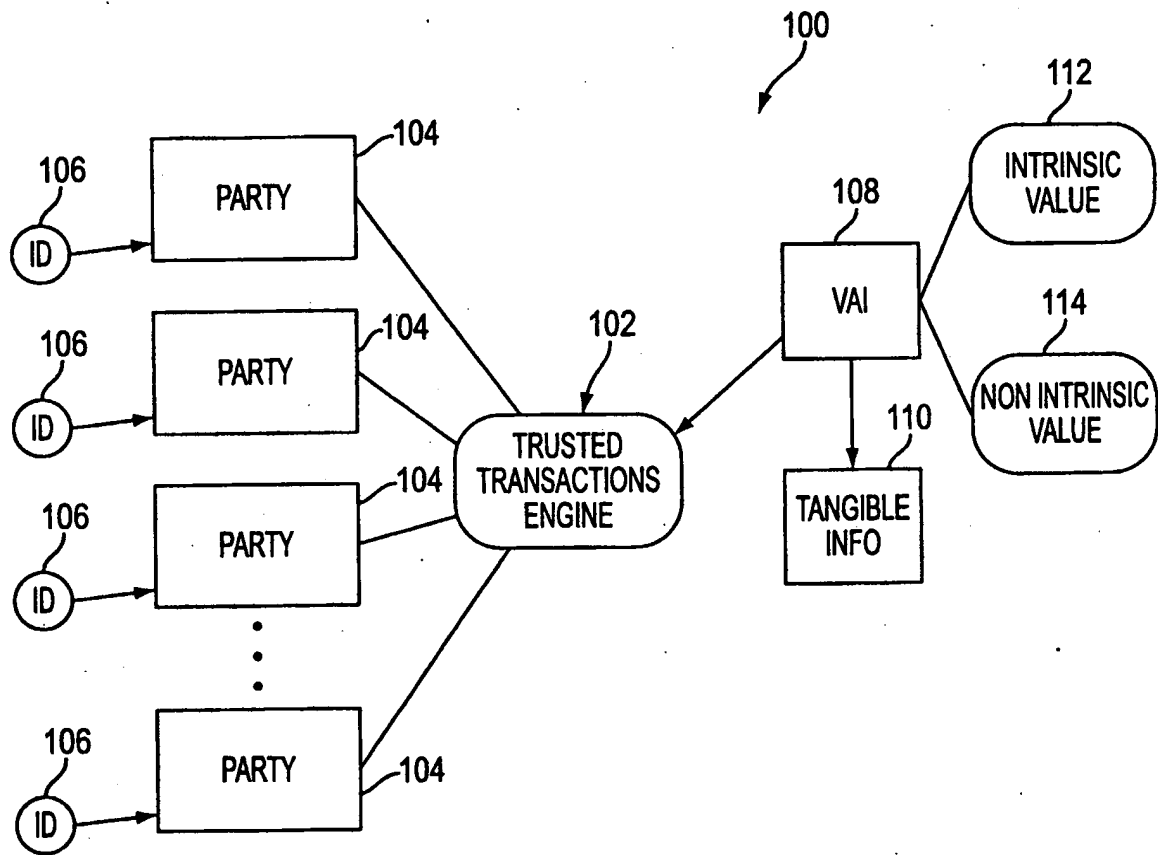 100
112
INTRINSIC
VALUE
104
106
PARTY
ID
108
VAI
114
NON INTRINSIC
VALUE
104
106
PARTY
ID
102
TRUSTED
TRANSACTIONS
ENGINE
110
TANGIBLE
INFO
104
106
PARTY
ID
106
PARTY
104
ID